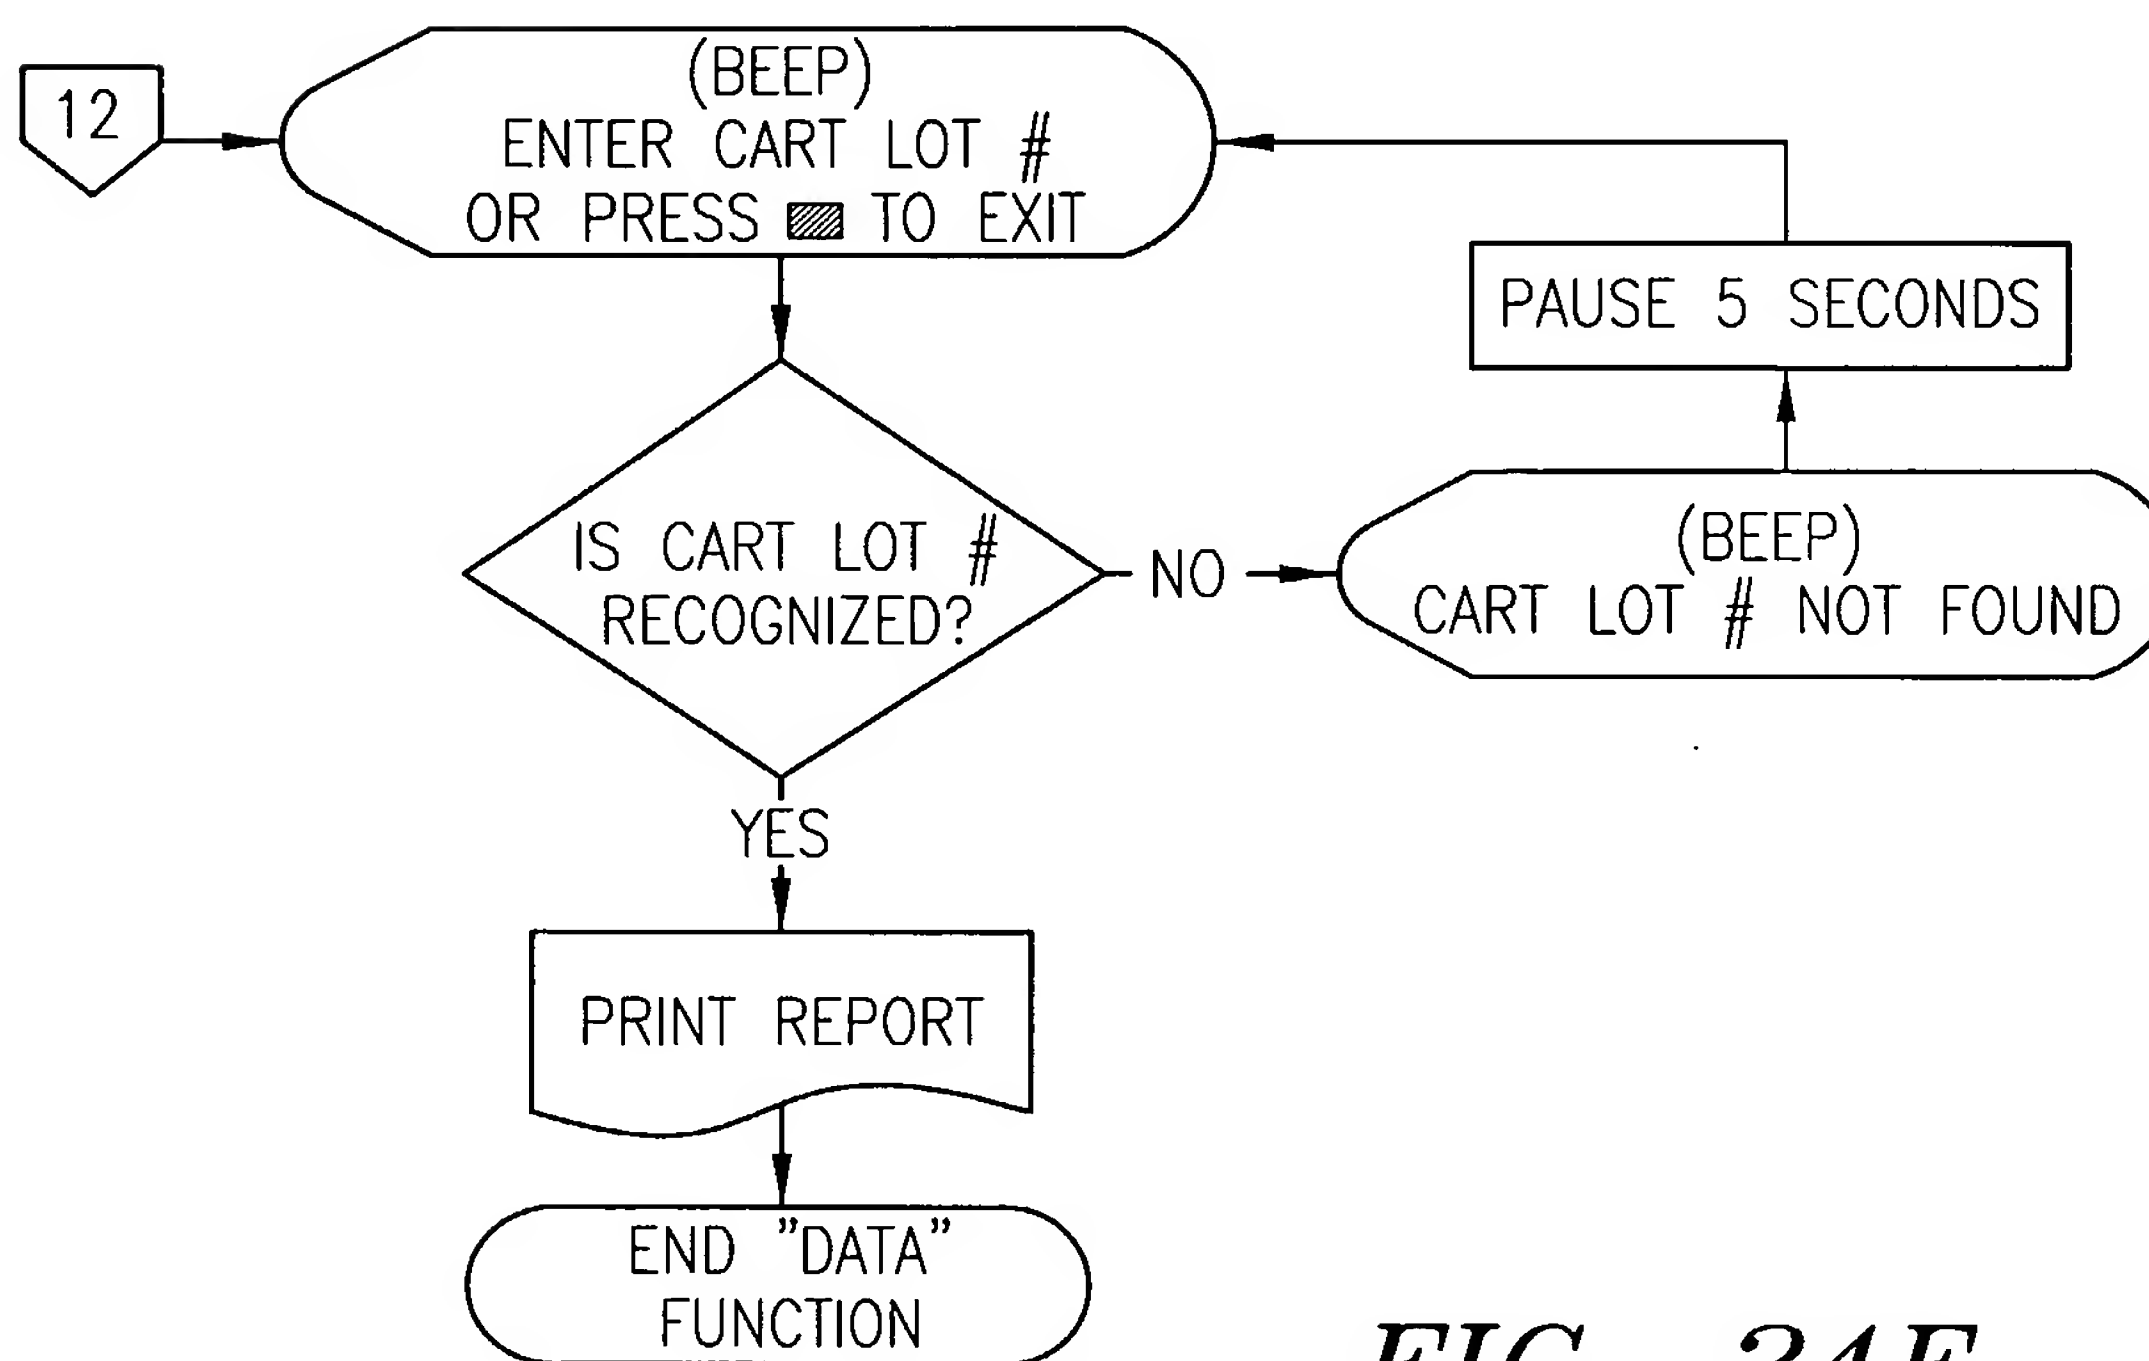 12
(BEEP)
ENTER CART LOT #
OR PRESS TO EXIT
PAUSE 5 SECONDS
IS CART LOT #
RECOGNIZED?
NO
(BEEP)
CART LOT # NOT FOUND
YES
PRINT REPORT
END "DATA"
FUNCTION
FIG.